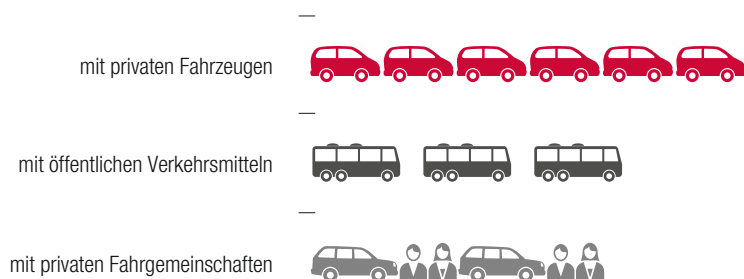 mit privaten Fahrzeugen
mit öffentlichen Verkehrsmitteln
mit privaten Fahrgemeinschaften